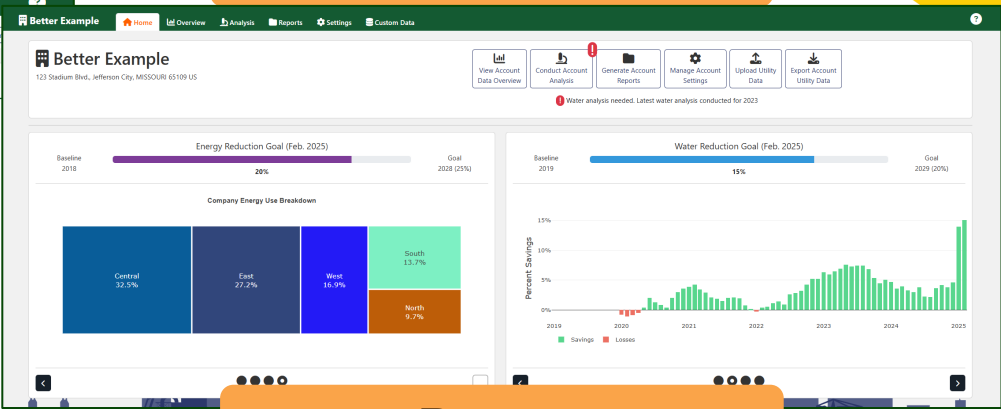 Better Example
Home
Overview
Analysis
Reports
Settings
Custom Data
?
Better Example
123 Stadium Blvd., Jefferson City, MISSOURI 65109 US
View Account
Data Overview
Conduct Account
Analysis
!
Generate Account
Reports
Manage Account
Settings
Upload Utility
Data
Export Account
Utility Data
! Water analysis needed. Latest water analysis conducted for 2023
Energy Reduction Goal (Feb. 2025)
Baseline
2018
20%
Goal
2028 (25%)
Company Energy Use Breakdown
Central
32.5%
East
27.2%
West
16.9%
South
13.7%
North
9.7%
Water Reduction Goal (Feb. 2025)
Baseline
2019
15%
Goal
2029 (20%)
Percent Savings
15%
10%
5%
0%
2019 2020 2021 2022 2023 2024 2025
Savings Losses